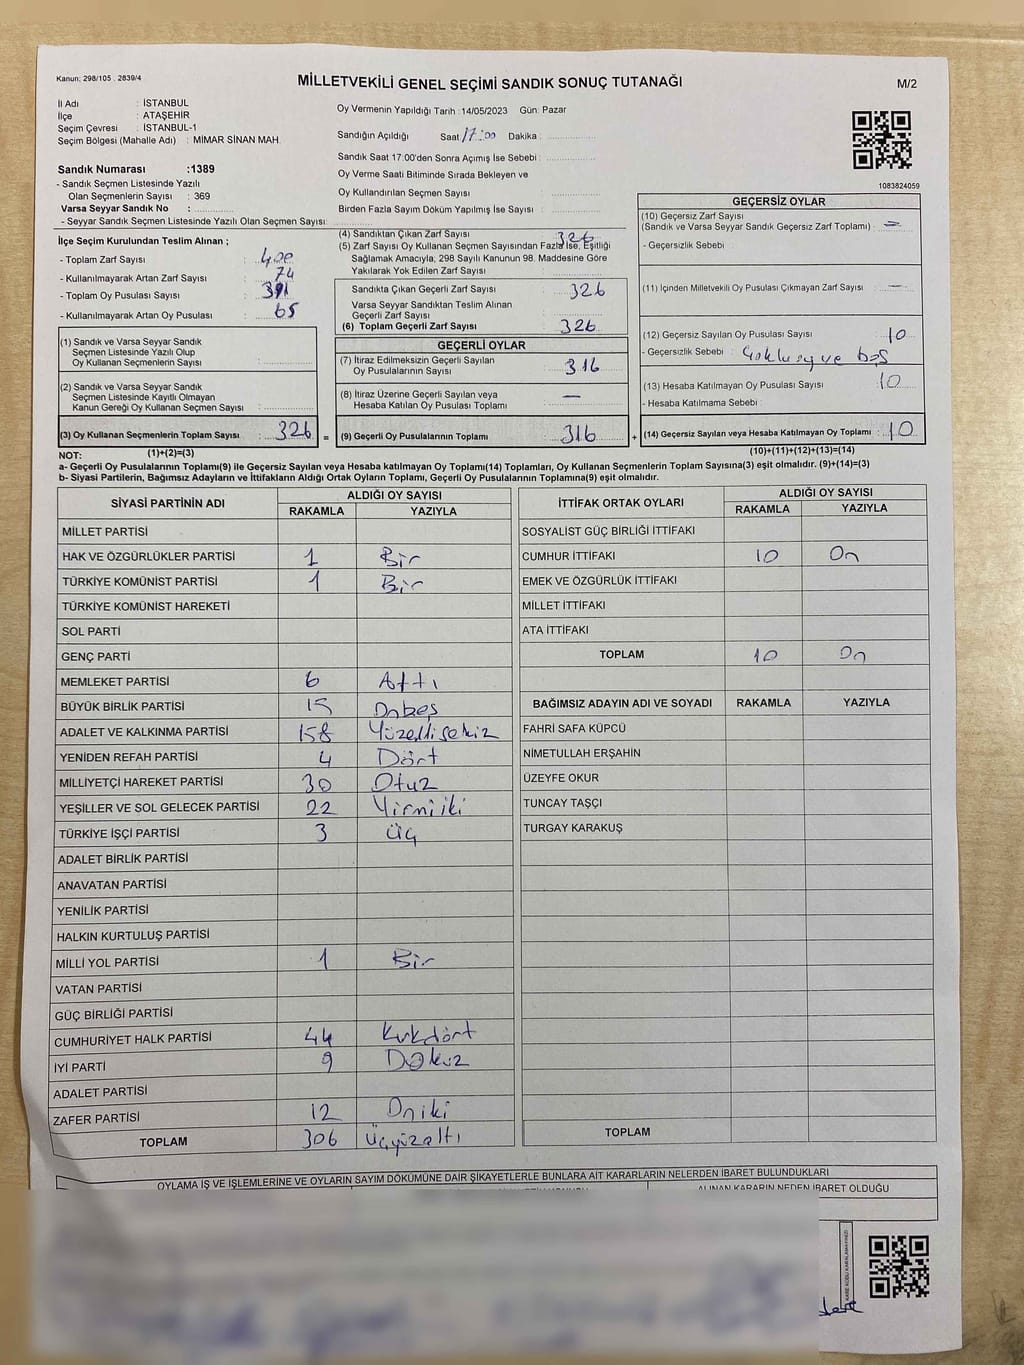 Kanun: 298/105 . 2839/4
MİLLETVEKİLİ GENEL SEÇİMİ SANDIK SONUÇ TUTANAĞI
M/2
İl Adı : İSTANBUL
İlçe : ATAŞEHİR
Seçim Çevresi : İSTANBUL-1
Seçim Bölgesi (Mahalle Adı) : MİMAR SİNAN MAH.
Sandık Numarası :1389
- Sandık Seçmen Listesinde Yazılı
Olan Seçmenlerin Sayısı : 369
Varsa Seyyar Sandık No :
- Seyyar Sandık Seçmen Listesinde Yazılı Olan Seçmen Sayısı:
Oy Vermenin Yapıldığı Tarih :14/05/2023 Gün: Pazar
Sandığın Açıldığı Saat 17:00 Dakika :
Sandık Saat 17:00'den Sonra Açımış İse Sebebi :
Oy Verme Saati Bitiminde Sırada Bekleyen ve
Oy Kullandırılan Seçmen Sayısı
Birden Fazla Sayım Döküm Yapılmış İse Sayısı :
1083824059
İlçe Seçim Kurulundan Teslim Alınan ;
- Toplam Zarf Sayısı : 400
- Kullanılmayarak Artan Zarf Sayısı : 74
- Toplam Oy Pusulası Sayısı : 391
- Kullanılmayarak Artan Oy Pusulası : 65
(1) Sandık ve Varsa Seyyar Sandık
Seçmen Listesinde Yazılı Olup
Oy Kullanan Seçmenlerin Sayısı :
(2) Sandık ve Varsa Seyyar Sandık
Seçmen Listesinde Kayıtlı Olmayan
Kanun Gereği Oy Kullanan Seçmen Sayısı :
(3) Oy Kullanan Seçmenlerin Toplam Sayısı : 326 =
(1)+(2)=(3)
(4) Sandıktan Çıkan Zarf Sayısı : 326
(5) Zarf Sayısı Oy Kullanan Seçmen Sayısından Fazla İse, Eşitliği
Sağlamak Amacıyla, 298 Sayılı Kanunun 98. Maddesine Göre
Yakılarak Yok Edilen Zarf Sayısı
Sandıkta Çıkan Geçerli Zarf Sayısı : 326
Varsa Seyyar Sandıktan Teslim Alınan
Geçerli Zarf Sayısı
(6) Toplam Geçerli Zarf Sayısı : 326
GEÇERLİ OYLAR
(7) İtiraz Edilmeksizin Geçerli Sayılan
Oy Pusulalarının Sayısı : 316
(8) İtiraz Üzerine Geçerli Sayılan veya
Hesaba Katılan Oy Pusulası Toplamı : —
(9) Geçerli Oy Pusulalarının Toplamı : 316 +
GEÇERSİZ OYLAR
(10) Geçersiz Zarf Sayısı
(Sandık ve Varsa Seyyar Sandık Geçersiz Zarf Toplamı) : —
- Geçersizlik Sebebi :
(11) İçinden Milletvekili Oy Pusulası Çıkmayan Zarf Sayısı : —
(12) Geçersiz Sayılan Oy Pusulası Sayısı : 10
- Geçersizlik Sebebi : Çoklu oy ve boş
(13) Hesaba Katılmayan Oy Pusulası Sayısı : 10
- Hesaba Katılmama Sebebi :
(14) Geçersiz Sayılan veya Hesaba Katılmayan Oy Toplamı : 10
(10)+(11)+(12)+(13)=(14)
NOT:
a- Geçerli Oy Pusulalarının Toplamı(9) ile Geçersiz Sayılan veya Hesaba katılmayan Oy Toplamı(14) Toplamları, Oy Kullanan Seçmenlerin Toplam Sayısına(3) eşit olmalıdır. (9)+(14)=(3)
b- Siyasi Partilerin, Bağımsız Adayların ve İttifakların Aldığı Ortak Oyların Toplamı, Geçerli Oy Pusulalarının Toplamına(9) eşit olmalıdır.
SİYASİ PARTİNİN ADI ALDIĞI OY SAYISI
RAKAMLA YAZIYLA
MİLLET PARTİSİ
HAK VE ÖZGÜRLÜKLER PARTİSİ 1 Bir
TÜRKİYE KOMÜNİST PARTİSİ 1 Bir
TÜRKİYE KOMÜNİST HAREKETİ
SOL PARTİ
GENÇ PARTİ
MEMLEKET PARTİSİ 6 Altı
BÜYÜK BİRLİK PARTİSİ 15 Onbeş
ADALET VE KALKINMA PARTİSİ 158 Yüzellisekiz
YENİDEN REFAH PARTİSİ 4 Dört
MİLLİYETÇİ HAREKET PARTİSİ 30 Otuz
YEŞİLLER VE SOL GELECEK PARTİSİ 22 Yirmiiki
TÜRKİYE İŞÇİ PARTİSİ 3 Üç
ADALET BİRLİK PARTİSİ
ANAVATAN PARTİSİ
YENİLİK PARTİSİ
HALKIN KURTULUŞ PARTİSİ
MİLLİ YOL PARTİSİ 1 Bir
VATAN PARTİSİ
GÜÇ BİRLİĞİ PARTİSİ
CUMHURİYET HALK PARTİSİ 44 Kırkdört
İYİ PARTİ 9 Dokuz
ADALET PARTİSİ
ZAFER PARTİSİ 12 Oniki
TOPLAM 306 Üçyüzaltı
İTTİFAK ORTAK OYLARI ALDIĞI OY SAYISI
RAKAMLA YAZIYLA
SOSYALİST GÜÇ BİRLİĞİ İTTİFAKI
CUMHUR İTTİFAKI 10 On
EMEK VE ÖZGÜRLÜK İTTİFAKI
MİLLET İTTİFAKI
ATA İTTİFAKI
TOPLAM 10 On
BAĞIMSIZ ADAYIN ADI VE SOYADI RAKAMLA YAZIYLA
FAHRİ SAFA KÜPCÜ
NİMETULLAH ERŞAHİN
ÜZEYFE OKUR
TUNCAY TAŞÇI
TURGAY KARAKUŞ
TOPLAM
OYLAMA İŞ VE İŞLEMLERİNE VE OYLARIN SAYIM DÖKÜMÜNE DAİR ŞİKAYETLERLE BUNLARA AİT KARARLARIN NELERDEN İBARET BULUNDUKLARI
ALINAN KARARIN NEDEN İBARET OLDUĞU